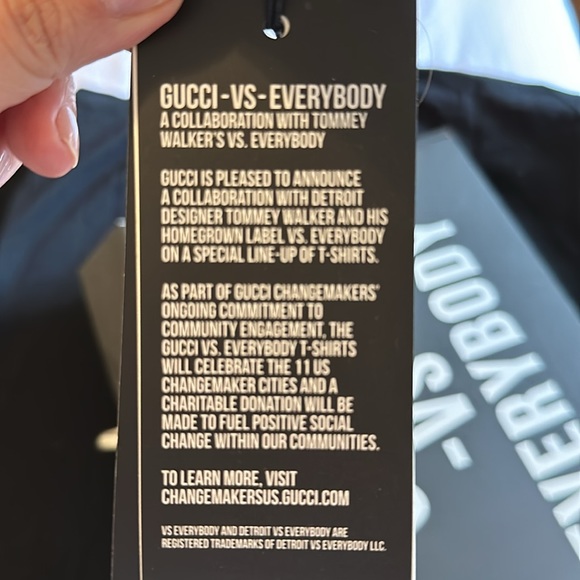 GUCCI -VS- EVERYBODY
A COLLABORATION WITH TOMMEY
WALKER'S VS. EVERYBODY
GUCCI IS PLEASED TO ANNOUNCE
A COLLABORATION WITH DETROIT
DESIGNER TOMMEY WALKER AND HIS
HOMEGROWN LABEL VS. EVERYBODY
ON A SPECIAL LINE-UP OF T-SHIRTS.
AS PART OF GUCCI CHANGEMAKERS'
ONGOING COMMITMENT TO
COMMUNITY ENGAGEMENT, THE
GUCCI VS. EVERYBODY T-SHIRTS
WILL CELEBRATE THE 11 US
CHANGEMAKER CITIES AND A
CHARITABLE DONATION WILL BE
MADE TO FUEL POSITIVE SOCIAL
CHANGE WITHIN OUR COMMUNITIES.
TO LEARN MORE, VISIT
CHANGEMAKERSUS.GUCCI.COM
VS EVERYBODY AND DETROIT VS EVERYBODY ARE
REGISTERED TRADEMARKS OF DETROIT VS EVERYBODY LLC.
-VS
EVERYBODY